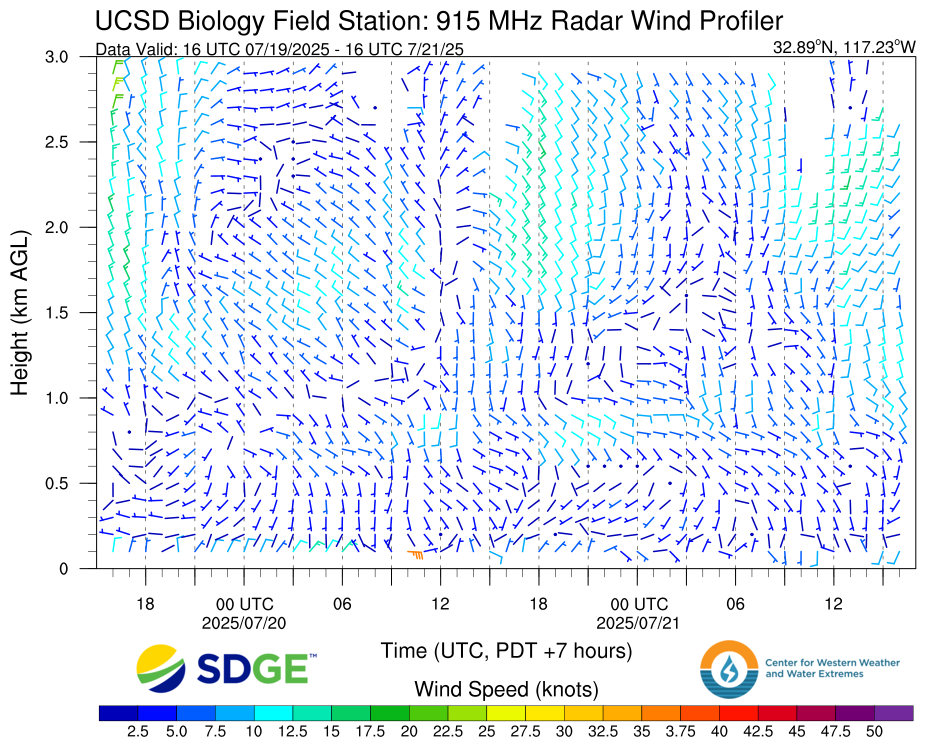 UCSD Biology Field Station: 915 MHz Radar Wind Profiler
Data Valid: 16 UTC 07/19/2025 - 16 UTC 7/21/25
32.89oN, 117.23oW
3.0
2.5
2.0
1.5
1.0
0.5
0
Height (km AGL)
18 00 UTC 06 12 18 00 UTC 06 12
2025/07/20 2025/07/21
Time (UTC, PDT +7 hours)
SDGE™
Center for Western Weather
and Water Extremes
Wind Speed (knots)
2.5 5.0 7.5 10 12.5 15 17.5 20 22.5 25 27.5 30 32.5 35 37.5 40 42.5 45 47.5 50